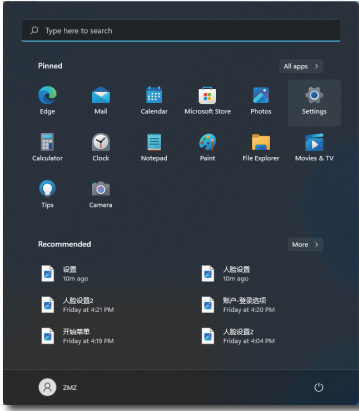 Type here to search
Pinned
All apps >
Edge
Mail
Calendar
Microsoft Store
Photos
Settings
Calculator
Clock
Notepad
Paint
File Explorer
Movies & TV
Tips
Camera
Recommended
More >
设置
10m ago
人脸设置
10m ago
人脸设置2
Friday at 4:21 PM
账户-登录选项
Friday at 4:20 PM
开始菜单
Friday at 4:19 PM
人脸设置2
Friday at 4:04 PM
ZMZ